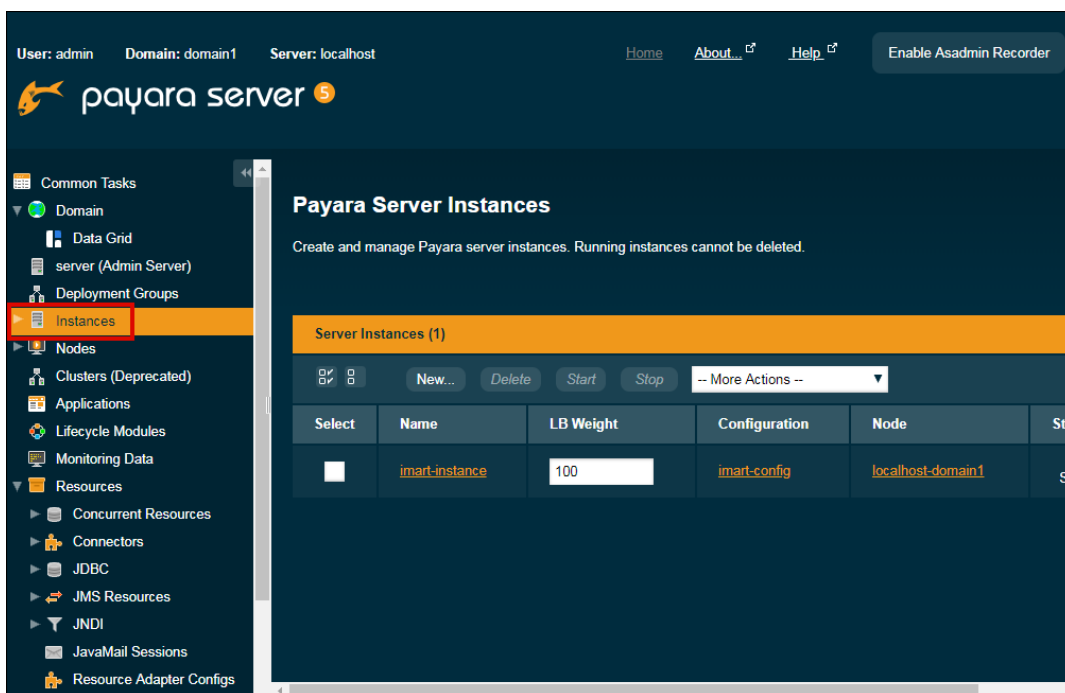 User: admin Domain: domain1 Server: localhost Home About... Help Enable Asadmin Recorder
payara server 5
Common Tasks
Domain
Data Grid
server (Admin Server)
Deployment Groups
Instances
Nodes
Clusters (Deprecated)
Applications
Lifecycle Modules
Monitoring Data
Resources
Concurrent Resources
Connectors
JDBC
JMS Resources
JNDI
JavaMail Sessions
Resource Adapter Configs
Payara Server Instances
Create and manage Payara server instances. Running instances cannot be deleted.
Server Instances (1)
New... Delete Start Stop -- More Actions --
Select Name LB Weight Configuration Node St
imart-instance 100 imart-config localhost-domain1 S